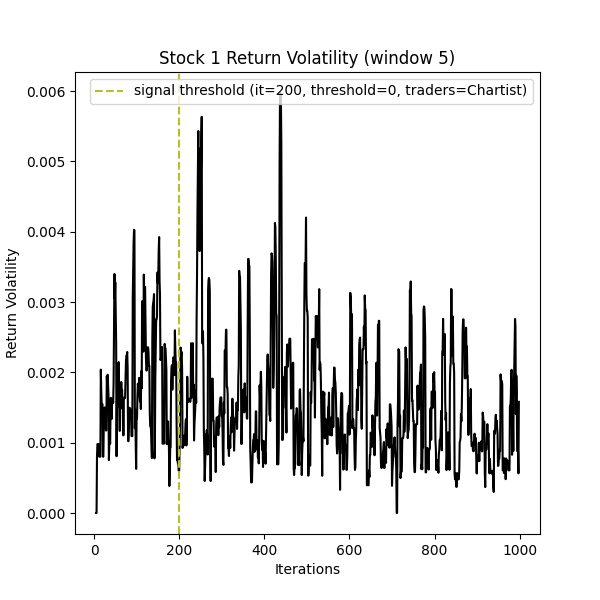 Stock 1 Return Volatility (window 5)
signal threshold (it=200, threshold=0, traders=Chartist)
Return Volatility
0.006
0.005
0.004
0.003
0.002
0.001
0.000
0 200 400 600 800 1000
Iterations